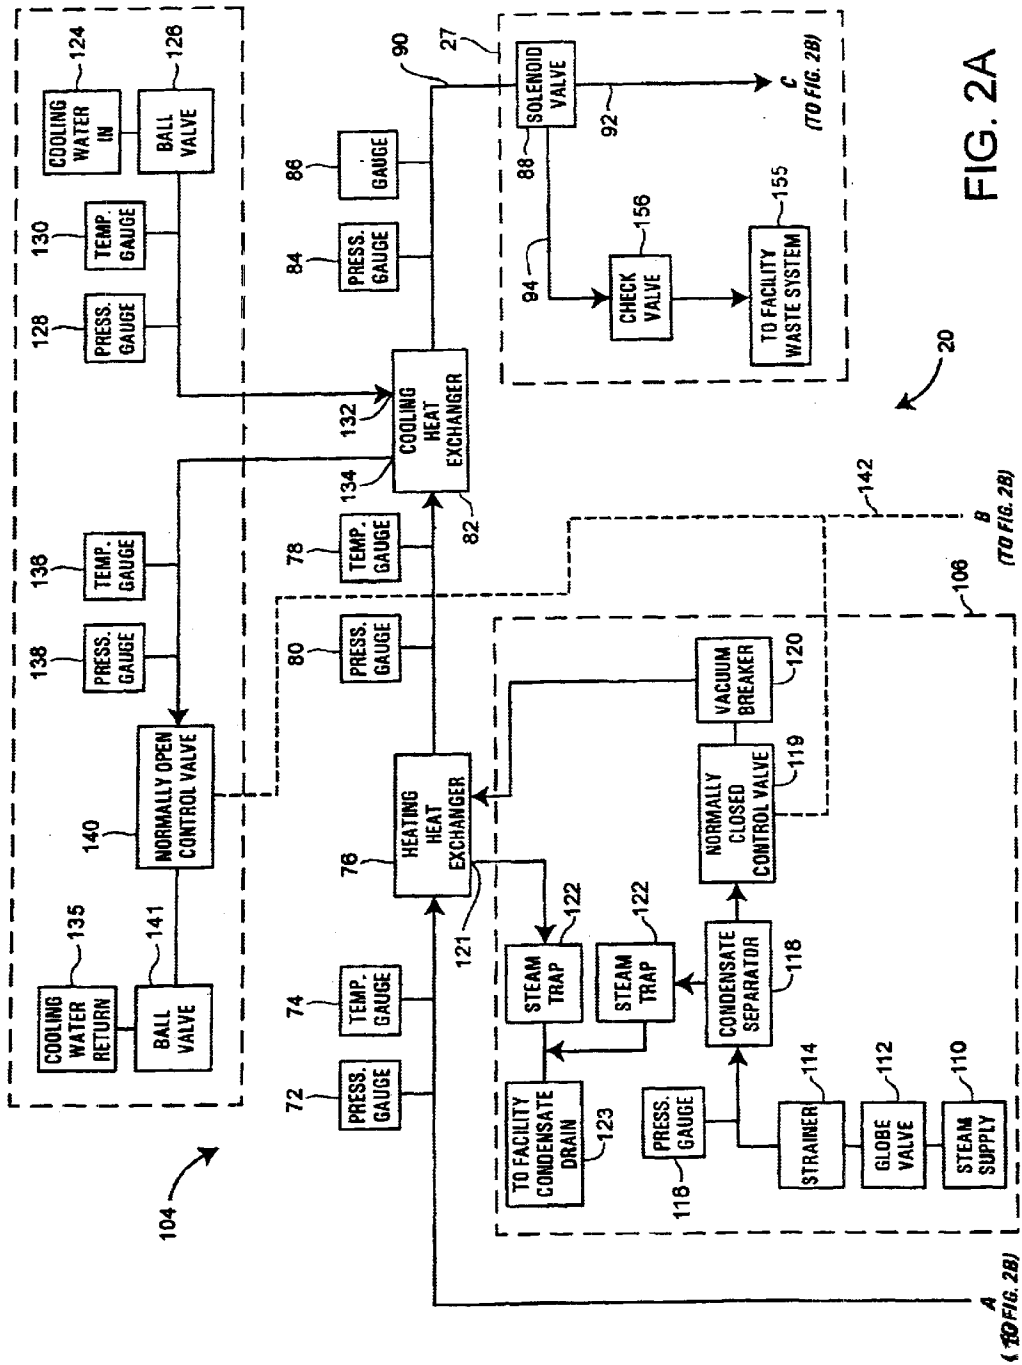 124
COOLING
WATER
IN
126
BALL
VALVE
130
TEMP.
GAUGE
128
PRESS.
GAUGE
136
TEMP.
GAUGE
138
PRESS.
GAUGE
140
NORMALLY OPEN
CONTROL VALVE
135
COOLING
WATER
RETURN
141
BALL
VALVE
104
72
PRESS.
GAUGE
74
TEMP.
GAUGE
76
HEATING
HEAT
EXCHANGER
121
80
PRESS.
GAUGE
78
TEMP.
GAUGE
82
COOLING
HEAT
EXCHANGER
132
134
84
PRESS.
GAUGE
86
GAUGE
90
27
SOLENOID
VALVE
88
92
94
156
CHECK
VALVE
155
TO FACILITY
WASTE SYSTEM
C
(TO FIG. 2B)
20
142
B
(TO FIG. 2B)
106
VACUUM
BREAKER
120
NORMALLY
CLOSED
CONTROL VALVE
119
122
STEAM
TRAP
122
STEAM
TRAP
CONDENSATE
SEPARATOR
118
TO FACILITY
CONDENSATE
DRAIN
123
PRESS.
GAUGE
116
STRAINER
114
GLOBE
VALVE
112
STEAM
SUPPLY
110
A
(TO FIG. 2B)
FIG. 2A